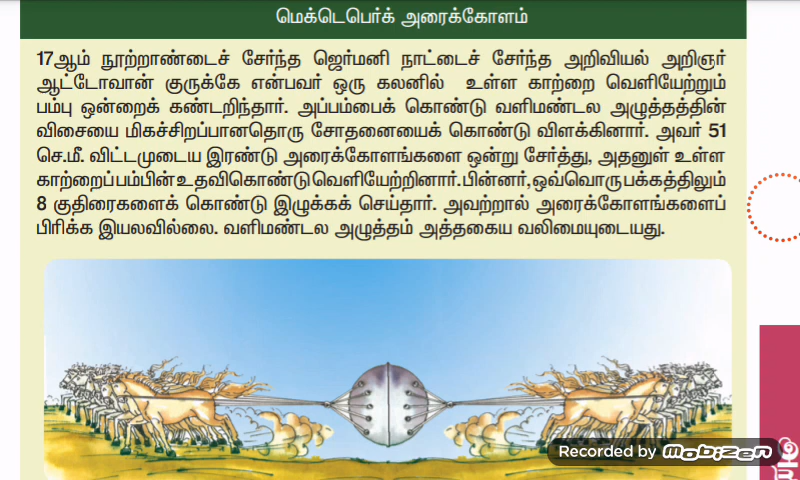 மெக்டெபெர்க் அரைக்கோளம்
17ஆம் நூற்றாண்டைச் சேர்ந்த ஜெர்மனி நாட்டைச் சேர்ந்த அறிவியல் அறிஞர்
ஆட்டோவான் குருக்கே என்பவர் ஒரு கலனில் உள்ள காற்றை வெளியேற்றும்
பம்பு ஒன்றைக் கண்டறிந்தார். அப்பம்பைக் கொண்டு வளிமண்டல அழுத்தத்தின்
விசையை மிகச்சிறப்பானதொரு சோதனையைக் கொண்டு விளக்கினார். அவர் 51
செ.மீ. விட்டமுடைய இரண்டு அரைக்கோளங்களை ஒன்று சேர்த்து, அதனுள் உள்ள
காற்றைப்பம்பின் உதவிகொண்டு வெளியேற்றினார். பின்னர், ஒவ்வொரு பக்கத்திலும்
8 குதிரைகளைக் கொண்டு இழுக்கச் செய்தார். அவற்றால் அரைக்கோளங்களைப்
பிரிக்க இயலவில்லை. வளிமண்டல அழுத்தம் அத்தகைய வலிமையுடையது.
Recorded by mobizen